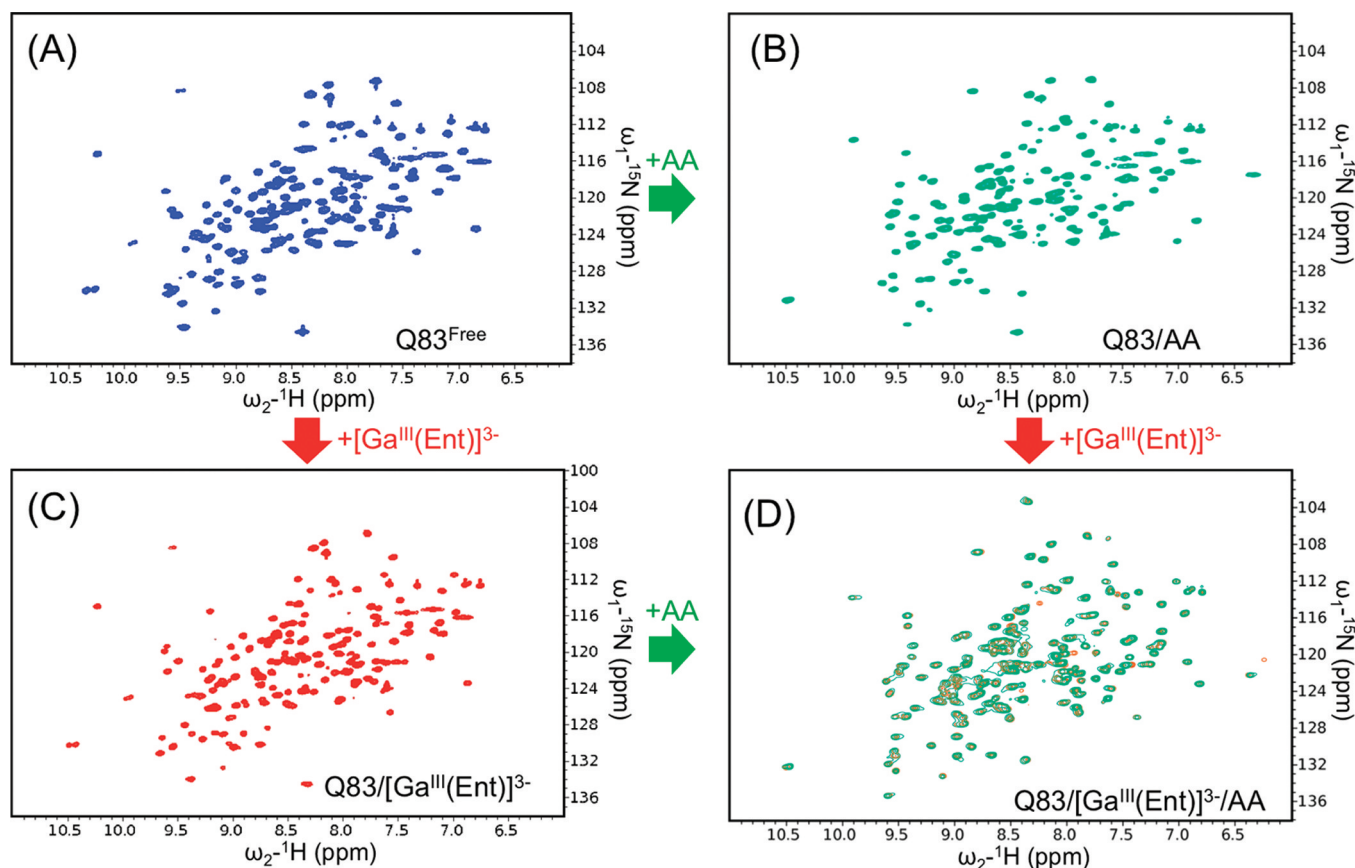 (A)
104
108
112
116
120
124
128
132
136
ω₁-¹⁵N (ppm)
Q83ᶠʳᵉᵉ
10.5 10.0 9.5 9.0 8.5 8.0 7.5 7.0 6.5
ω₂-¹H (ppm)
+AA
(B)
104
108
112
116
120
124
128
132
136
ω₁-¹⁵N (ppm)
Q83/AA
10.5 10.0 9.5 9.0 8.5 8.0 7.5 7.0 6.5
ω₂-¹H (ppm)
+[Gaᴵᴵᴵ(Ent)]³⁻
+[Gaᴵᴵᴵ(Ent)]³⁻
(C)
100
104
108
112
116
120
124
128
132
136
ω₁-¹⁵N (ppm)
Q83/[Gaᴵᴵᴵ(Ent)]³⁻
10.5 10.0 9.5 9.0 8.5 8.0 7.5 7.0 6.5
ω₂-¹H (ppm)
+AA
(D)
104
108
112
116
120
124
128
132
136
ω₁-¹⁵N (ppm)
Q83/[Gaᴵᴵᴵ(Ent)]³⁻/AA
10.5 10.0 9.5 9.0 8.5 8.0 7.5 7.0 6.5
ω₂-¹H (ppm)